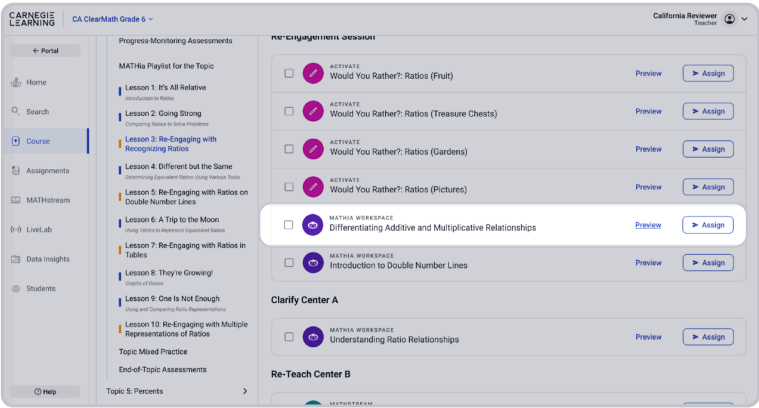 CARNEGIE
LEARNING
CA ClearMath Grade 6
California Reviewer
Teacher
← Portal
Home
Search
Course
Assignments
MATHstream
LiveLab
Data Insights
Students
Help
Progress-Monitoring Assessments
MATHia Playlist for the Topic
Lesson 1: It's All Relative
Introduction to Ratios
Lesson 2: Going Strong
Comparing Ratios to Solve Problems
Lesson 3: Re-Engaging with
Recognizing Ratios
Lesson 4: Different but the Same
Determining Equivalent Ratios Using Various Tools
Lesson 5: Re-Engaging with Ratios on
Double Number Lines
Lesson 6: A Trip to the Moon
Using Tables to Represent Equivalent Ratios
Lesson 7: Re-Engaging with Ratios in
Tables
Lesson 8: They're Growing!
Graphs of Ratios
Lesson 9: One Is Not Enough
Using and Comparing Ratio Representations
Lesson 10: Re-Engaging with Multiple
Representations of Ratios
Topic Mixed Practice
End-of-Topic Assessments
Topic 5: Percents
Re-Engagement Session
ACTIVATE
Would You Rather?: Ratios (Fruit)
Preview
Assign
ACTIVATE
Would You Rather?: Ratios (Treasure Chests)
Preview
Assign
ACTIVATE
Would You Rather?: Ratios (Gardens)
Preview
Assign
ACTIVATE
Would You Rather?: Ratios (Pictures)
Preview
Assign
MATHIA WORKSPACE
Differentiating Additive and Multiplicative Relationships
Preview
Assign
MATHIA WORKSPACE
Introduction to Double Number Lines
Preview
Assign
Clarify Center A
MATHIA WORKSPACE
Understanding Ratio Relationships
Preview
Assign
Re-Teach Center B
MATHSTREAM